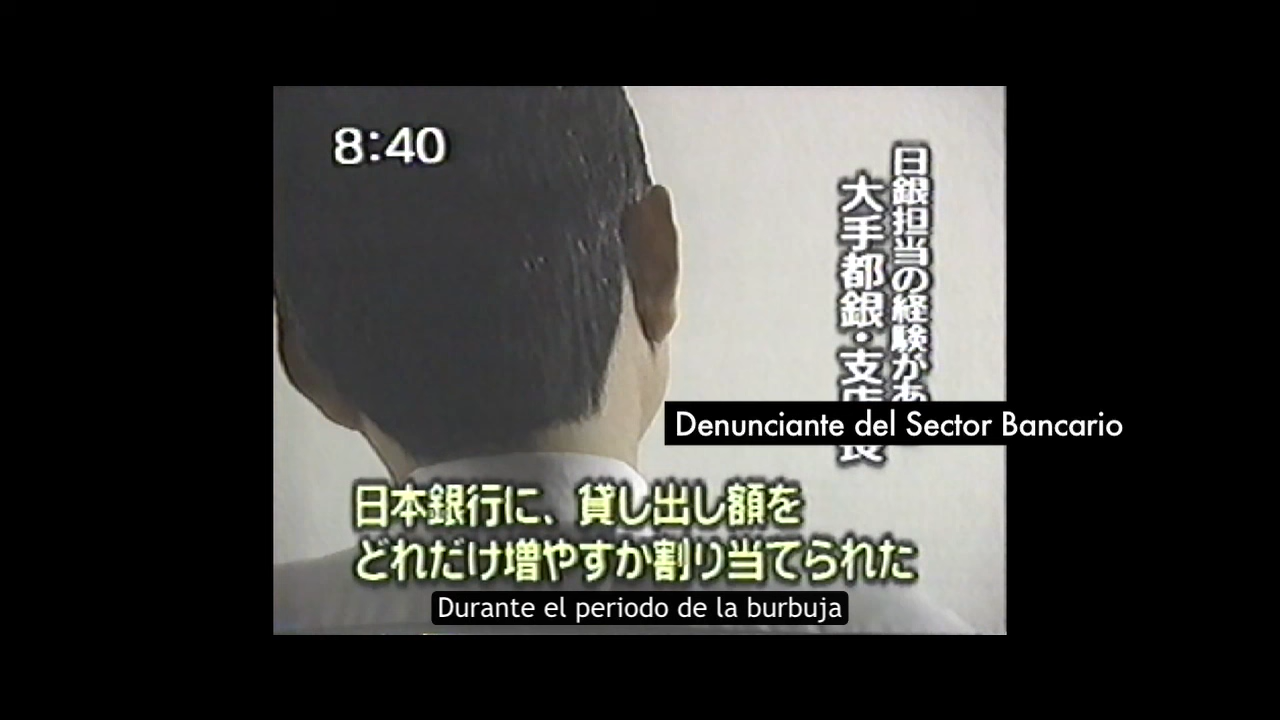 8:40
日銀担当の経験があ
大手都銀・支店長
Denunciante del Sector Bancario
日本銀行に、貸し出し額を
どれだけ増やすか割り当てられた
Durante el periodo de la burbuja